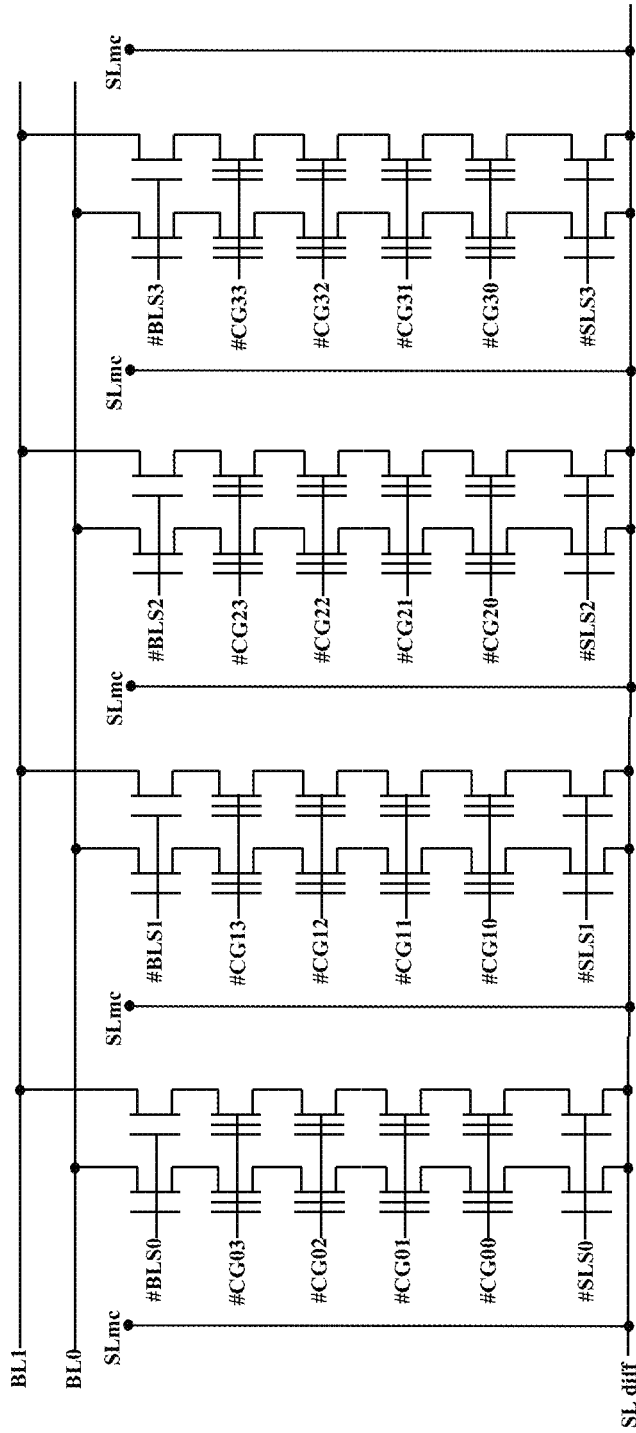 BL1
BL0
SLmc
SLmc
SLmc
SLmc
SLmc
#BLS0
#BLS1
#BLS2
#BLS3
#CG03
#CG13
#CG23
#CG33
#CG02
#CG12
#CG22
#CG32
#CG01
#CG11
#CG21
#CG31
#CG00
#CG10
#CG20
#CG30
#SLS0
#SLS1
#SLS2
#SLS3
SL diff